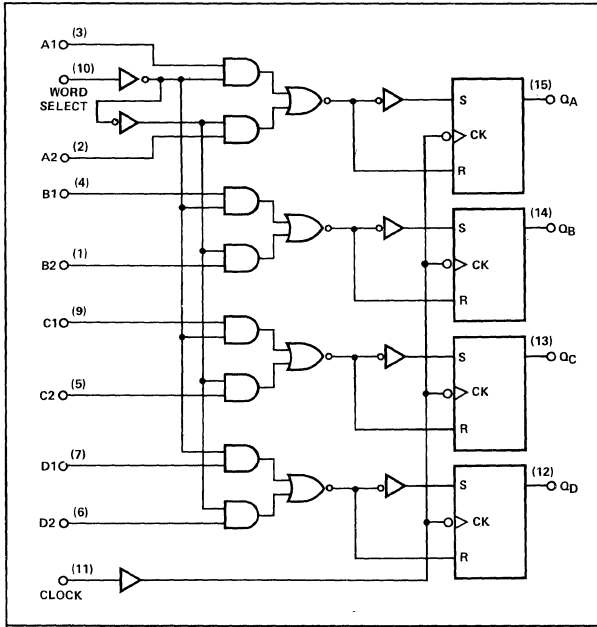 A1 (3)
(10)
WORD
SELECT
A2 (2)
B1 (4)
B2 (1)
C1 (9)
C2 (5)
D1 (7)
D2 (6)
(11)
CLOCK
S
CK
R
(15)
QA
S
CK
R
(14)
QB
S
CK
R
(13)
QC
S
CK
R
(12)
QD